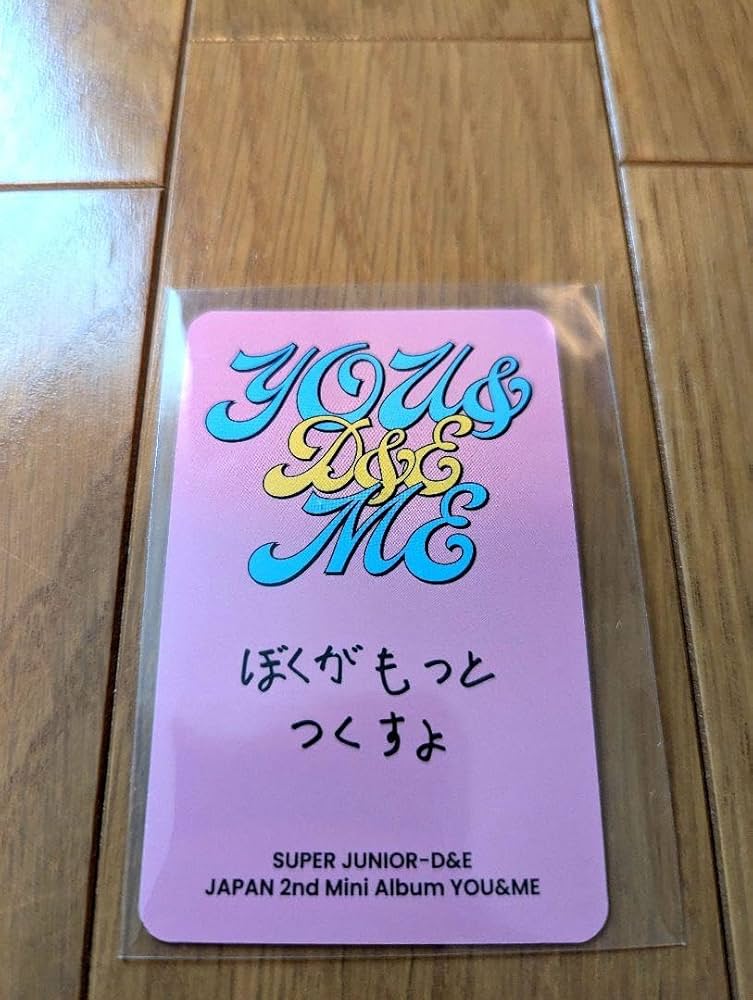 YOU&
D&E
ME
ぼくがもっと
つくすよ
SUPER JUNIOR-D&E
JAPAN 2nd Mini Album YOU&ME